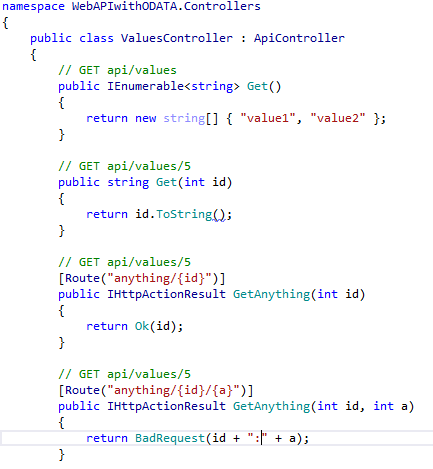 namespace WebAPIwithODATA.Controllers
{
    public class ValuesController : ApiController
    {
        // GET api/values
        public IEnumerable<string> Get()
        {
            return new string[] { "value1", "value2" };
        }

        // GET api/values/5
        public string Get(int id)
        {
            return id.ToString();
        }

        // GET api/values/5
        [Route("anything/{id}")]
        public IHttpActionResult GetAnything(int id)
        {
            return Ok(id);
        }

        // GET api/values/5
        [Route("anything/{id}/{a}")]
        public IHttpActionResult GetAnything(int id, int a)
        {
            return BadRequest(id + ":" + a);
        }